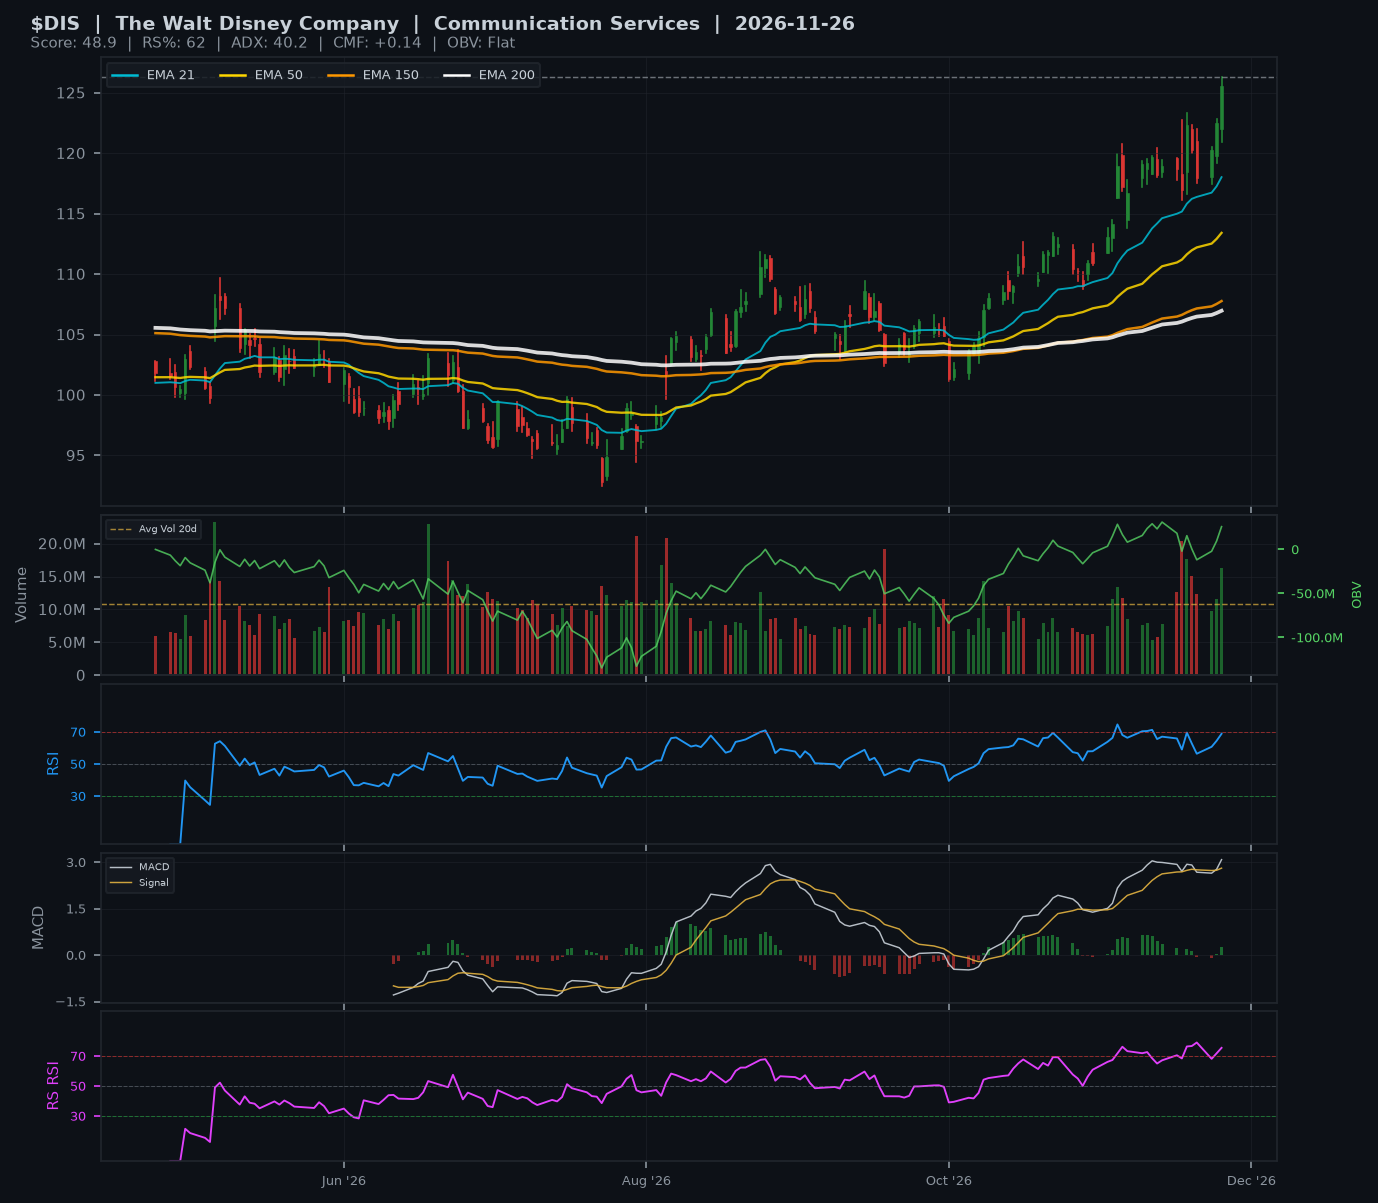 $DIS | The Walt Disney Company | Communication Services | 2026-11-26
Score: 48.9 | RS%: 62 | ADX: 40.2 | CMF: +0.14 | OBV: Flat
EMA 21 EMA 50 EMA 150 EMA 200
125
120
115
110
105
100
95
Avg Vol 20d
Volume
20.0M
15.0M
10.0M
5.0M
0
0
-50.0M
-100.0M
OBV
RSI
70
50
30
MACD
Signal
MACD
3.0
1.5
0.0
−1.5
RS RSI
70
50
30
Jun '26 Aug '26 Oct '26 Dec '26